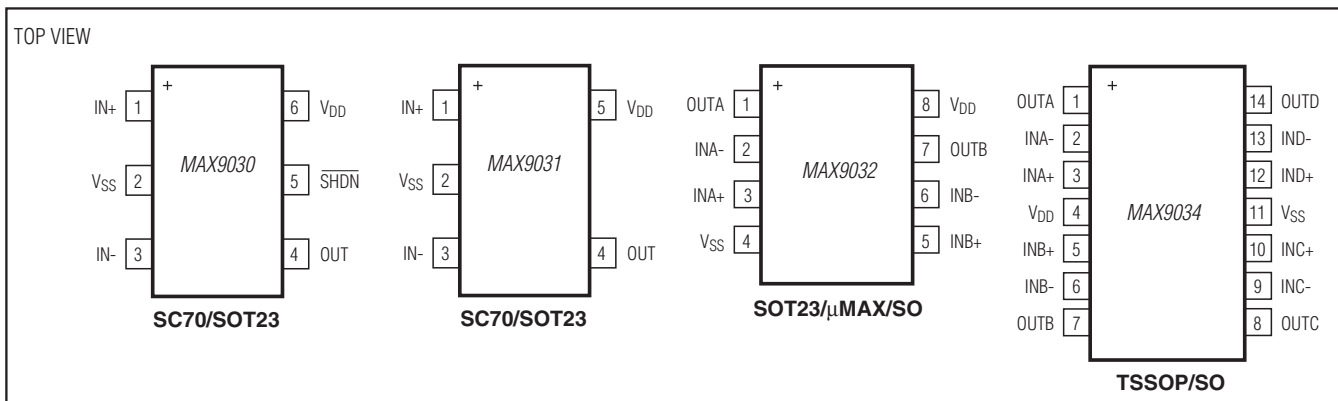 TOP VIEW
+
IN+ 1
6 VDD
VSS 2
MAX9030
5 SHDN
IN- 3
4 OUT
SC70/SOT23
+
IN+ 1
5 VDD
VSS 2
MAX9031
IN- 3
4 OUT
SC70/SOT23
+
OUTA 1
8 VDD
INA- 2
7 OUTB
MAX9032
INA+ 3
6 INB-
VSS 4
5 INB+
SOT23/μMAX/SO
+
OUTA 1
14 OUTD
INA- 2
13 IND-
INA+ 3
12 IND+
VDD 4
MAX9034
11 VSS
INB+ 5
10 INC+
INB- 6
9 INC-
OUTB 7
8 OUTC
TSSOP/SO